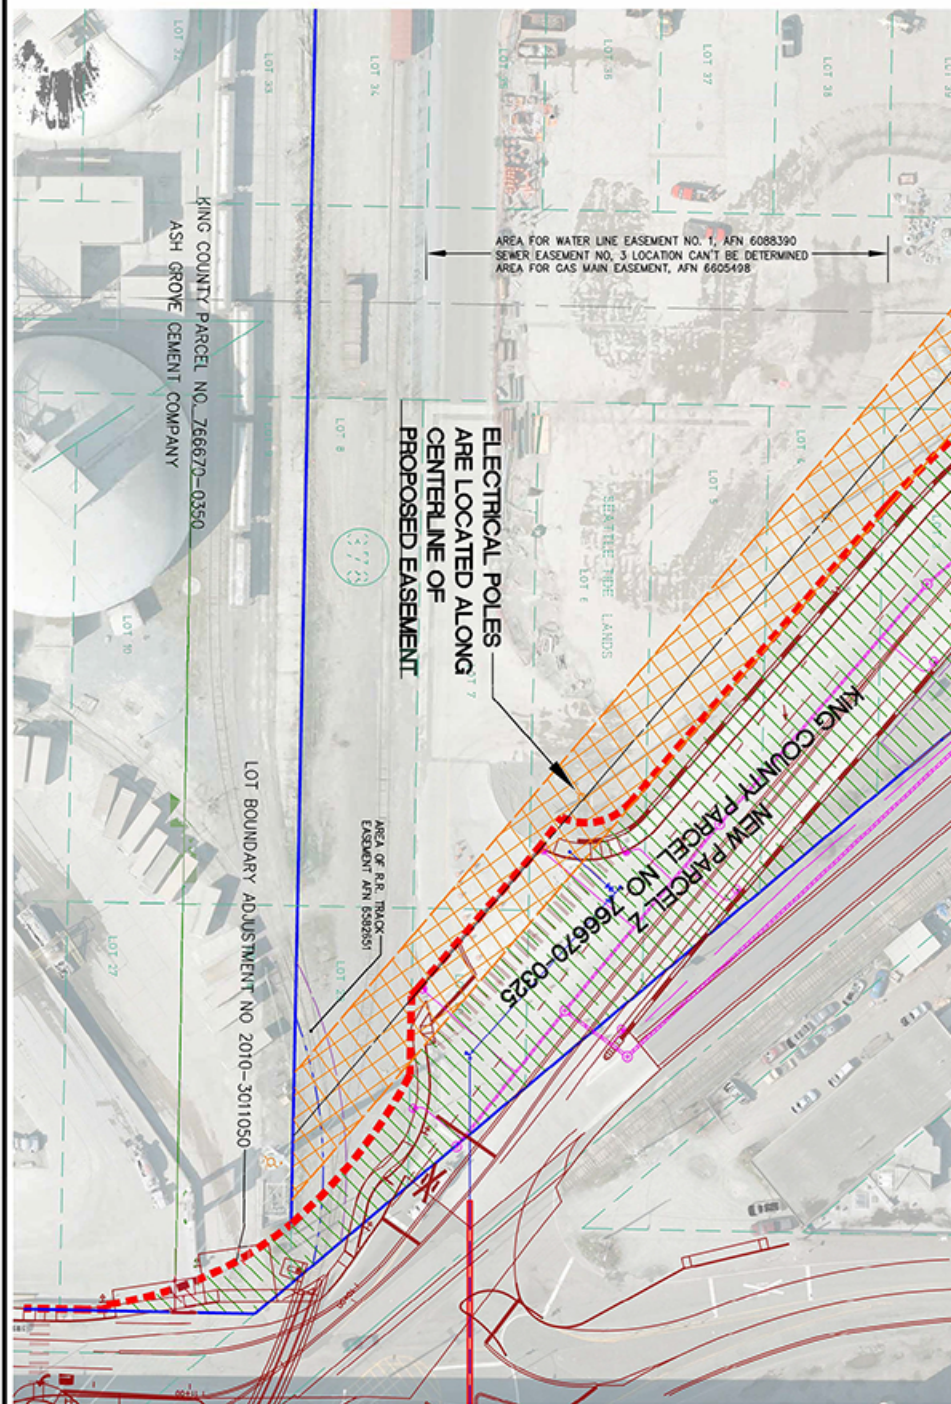 LOT 32
LOT 33
LOT 34
LOT 36
LOT 37
LOT 38
LOT 39
AREA FOR WATER LINE EASEMENT NO. 1, AFN 6088390
SEWER EASEMENT NO. 3 LOCATION CAN'T BE DETERMINED
AREA FOR GAS MAIN EASEMENT, AFN 6605498
KING COUNTY PARCEL NO. 766670-0350
ASH GROVE CEMENT COMPANY
LOT 8
LOT 4
LOT 5
LOT 6
SEATTLE TIDE LANDS
ELECTRICAL POLES
ARE LOCATED ALONG
CENTERLINE OF
PROPOSED EASEMENT
LOT 10
NEW PARCEL Z
KING COUNTY PARCEL NO. 766670-0325
AREA OF R.R. TRACK
EASEMENT AFN 6582651
LOT BOUNDARY ADJUSTMENT NO 2010-3011050
LOT 27